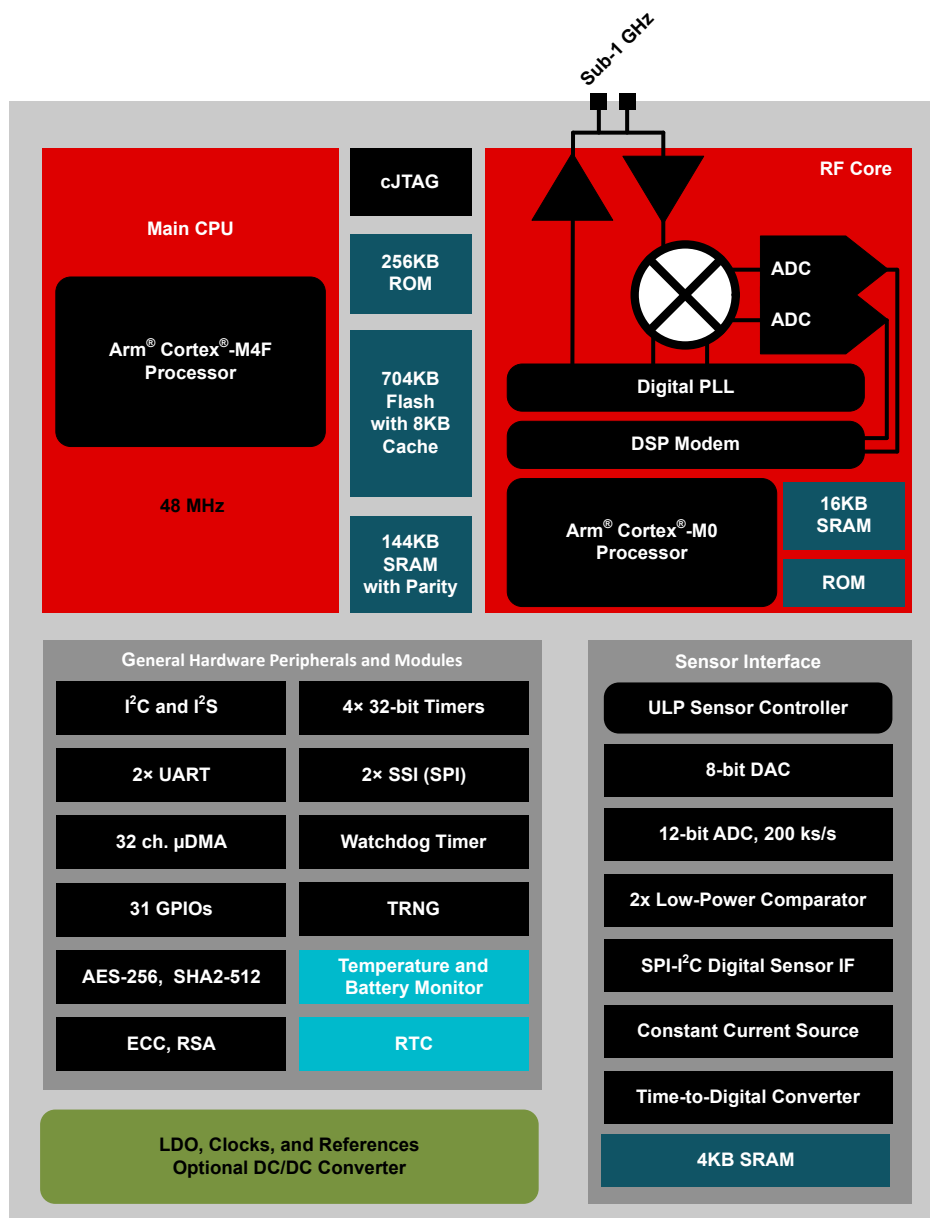 Sub-1 GHz
Main CPU
Arm® Cortex®-M4F
Processor
48 MHz
cJTAG
256KB
ROM
704KB
Flash
with 8KB
Cache
144KB
SRAM
with Parity
RF Core
ADC
ADC
Digital PLL
DSP Modem
Arm® Cortex®-M0
Processor
16KB
SRAM
ROM
General Hardware Peripherals and Modules
I²C and I²S
4× 32-bit Timers
2× UART
2× SSI (SPI)
32 ch. µDMA
Watchdog Timer
31 GPIOs
TRNG
AES-256, SHA2-512
Temperature and
Battery Monitor
ECC, RSA
RTC
LDO, Clocks, and References
Optional DC/DC Converter
Sensor Interface
ULP Sensor Controller
8-bit DAC
12-bit ADC, 200 ks/s
2x Low-Power Comparator
SPI-I²C Digital Sensor IF
Constant Current Source
Time-to-Digital Converter
4KB SRAM